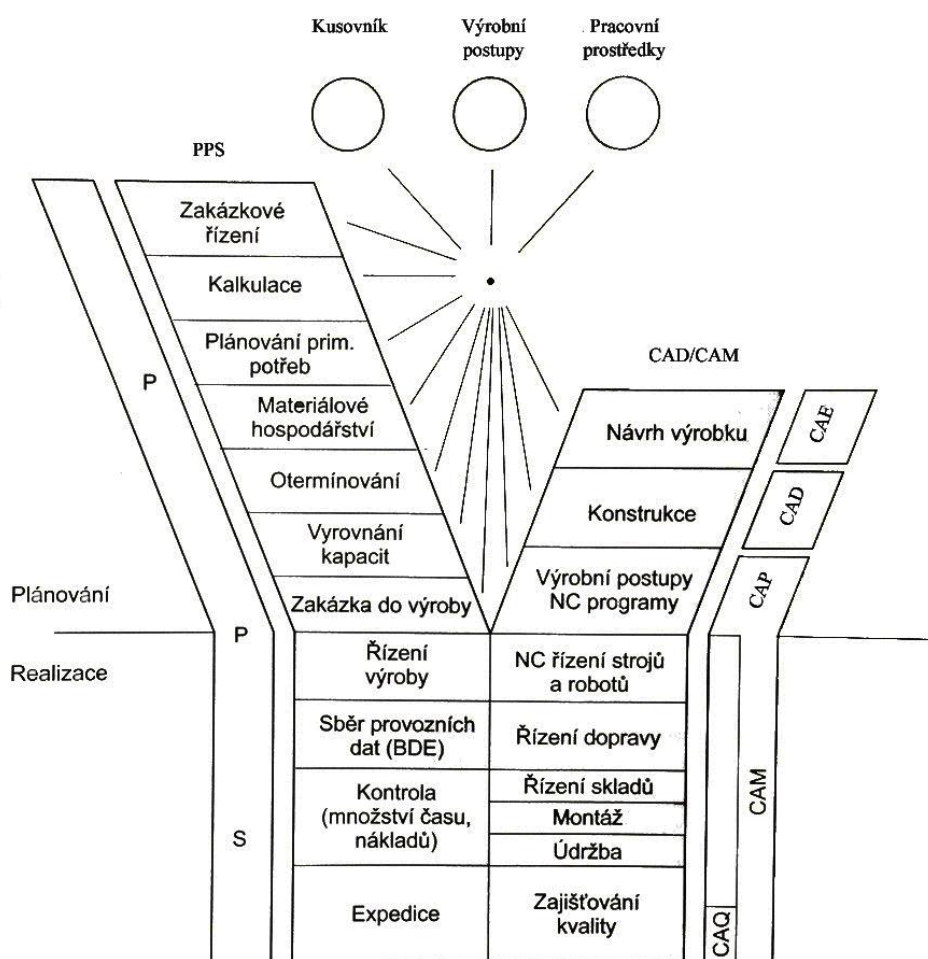 Kusovník
Výrobní
postupy
Pracovní
prostředky
PPS
Zakázkové
řízení
Kalkulace
Plánování prim.
potřeb
Materiálové
hospodářství
Otermínování
Vyrovnání
kapacit
Zakázka do výroby
P
P
S
CAD/CAM
Návrh výrobku
Konstrukce
Výrobní postupy
NC programy
CAE
CAD
CAP
Plánování
Realizace
Řízení
výroby
Sběr provozních
dat (BDE)
Kontrola
(množství času,
nákladů)
Expedice
NC řízení strojů
a robotů
Řízení dopravy
Řízení skladů
Montáž
Údržba
Zajišťování
kvality
CAM
CAQ